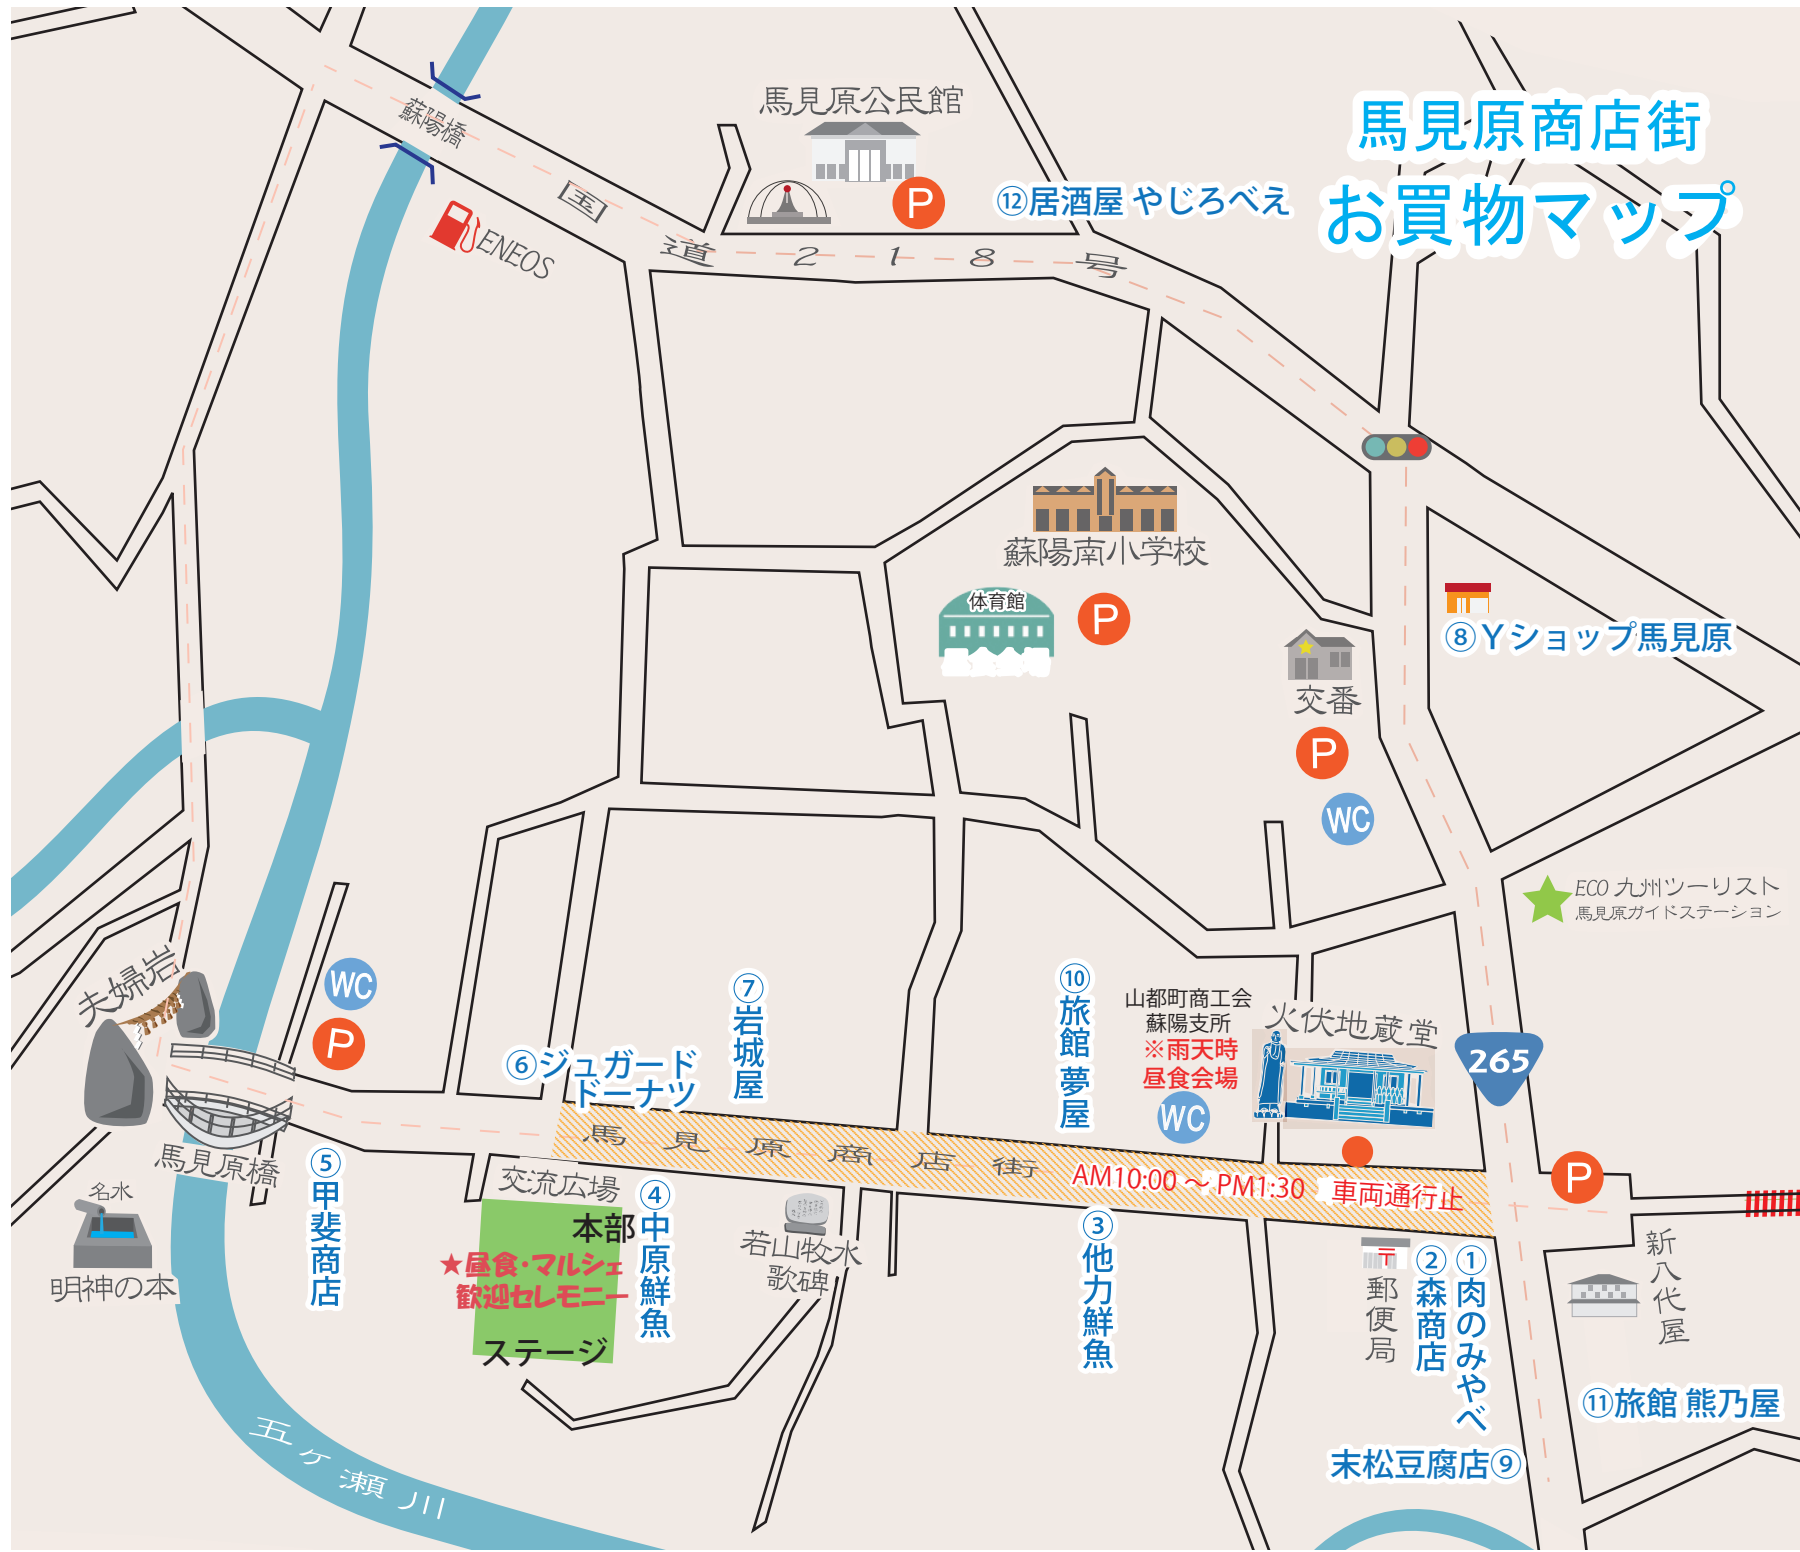 馬見原商店街
お買物マップ
蘇陽橋
馬見原公民館
P
国道218号
ENEOS
⑫居酒屋 やじろべえ
蘇陽南小学校
体育館
P
⑧Yショップ馬見原
交番
P
WC
ECO 九州ツーリスト
馬見原ガイドステーション
夫婦岩
WC
P
⑦岩城屋
⑥ジュガード
ドーナツ
⑩旅館 夢屋
山都町商工会
蘇陽支所
※雨天時
昼食会場
WC
火伏地蔵堂
265
馬見原商店街
AM10:00 ～ PM1:30 車両通行止
P
馬見原橋
名水
明神の本
⑤甲斐商店
交流広場
本部
★昼食・マルシェ
歓迎セレモニー
ステージ
④中原鮮魚
若山牧水
歌碑
③他力鮮魚
〒
郵便局
②森商店
①肉のみやべ
新八代屋
⑪旅館 熊乃屋
末松豆腐店⑨
五ヶ瀬川